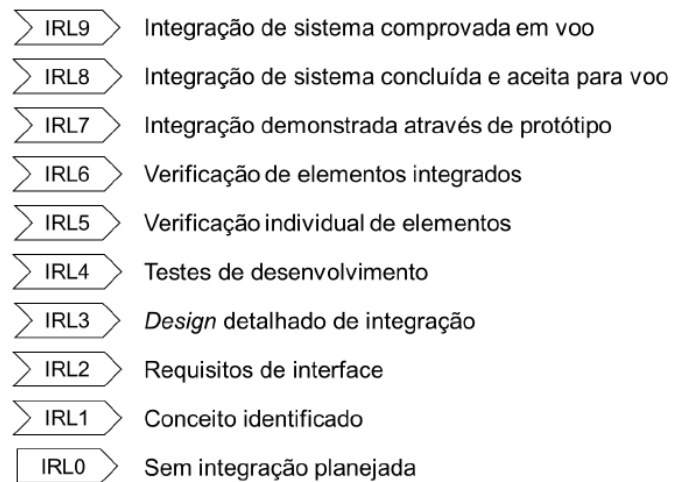 IRL9 Integração de sistema comprovada em voo
IRL8 Integração de sistema concluída e aceita para voo
IRL7 Integração demonstrada através de protótipo
IRL6 Verificação de elementos integrados
IRL5 Verificação individual de elementos
IRL4 Testes de desenvolvimento
IRL3 Design detalhado de integração
IRL2 Requisitos de interface
IRL1 Conceito identificado
IRL0 Sem integração planejada